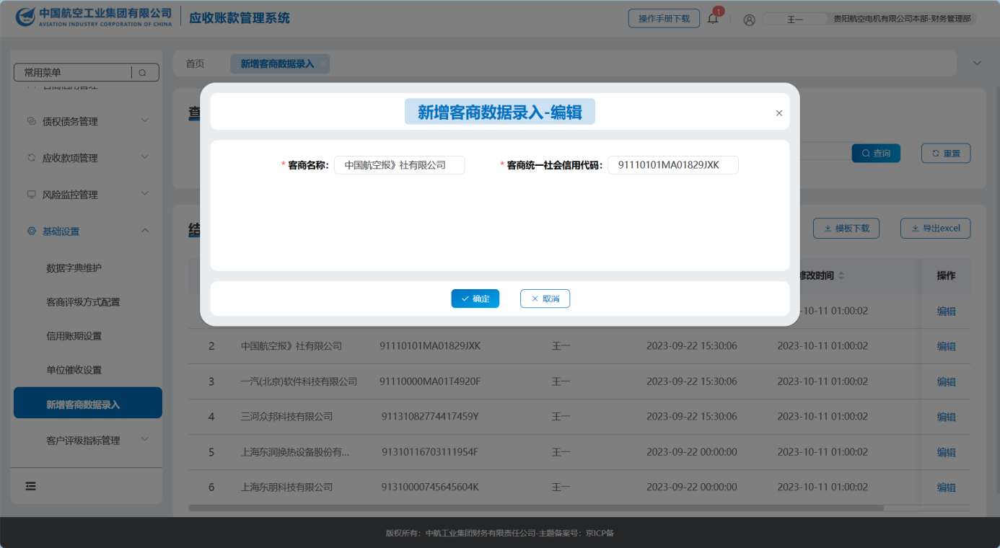 中国航空工业集团有限公司
AVIATION INDUSTRY CORPORATION OF CHINA
应收账款管理系统
操作手册下载
1
王一
贵阳航空电机有限公司本部-财务管理部
常用菜单
首页
新增客商数据录入
债权债务管理
应收款项管理
风险监控管理
基础设置
数据字典维护
客商评级方式配置
信用账期设置
单位催收设置
新增客商数据录入
客户评级指标管理
查
查询
重置
新增客商数据录入-编辑
* 客商名称: 中国航空报》社有限公司
* 客商统一社会信用代码: 91110101MA01829JXK
确定
取消
结
模板下载
导出excel
修改时间
操作
-10-11 01:00:02 编辑
2 中国航空报》社有限公司 91110101MA01829JXK 王一 2023-09-22 15:30:06 2023-10-11 01:00:02 编辑
3 一汽(北京)软件科技有限公司 91110000MA01T4920F 王一 2023-09-22 15:30:06 2023-10-11 01:00:02 编辑
4 三河众邦科技有限公司 91131082774417459Y 王一 2023-09-22 15:30:06 2023-10-11 01:00:02 编辑
5 上海东润换热设备股份有... 91310116703111954F 王一 2023-09-22 00:00:00 2023-10-11 01:00:02 编辑
6 上海东朋科技有限公司 91310000745645604K 王一 2023-09-22 00:00:00 2023-10-11 01:00:02 编辑
版权所有：中航工业集团财务有限责任公司-主题备案号：京ICP备